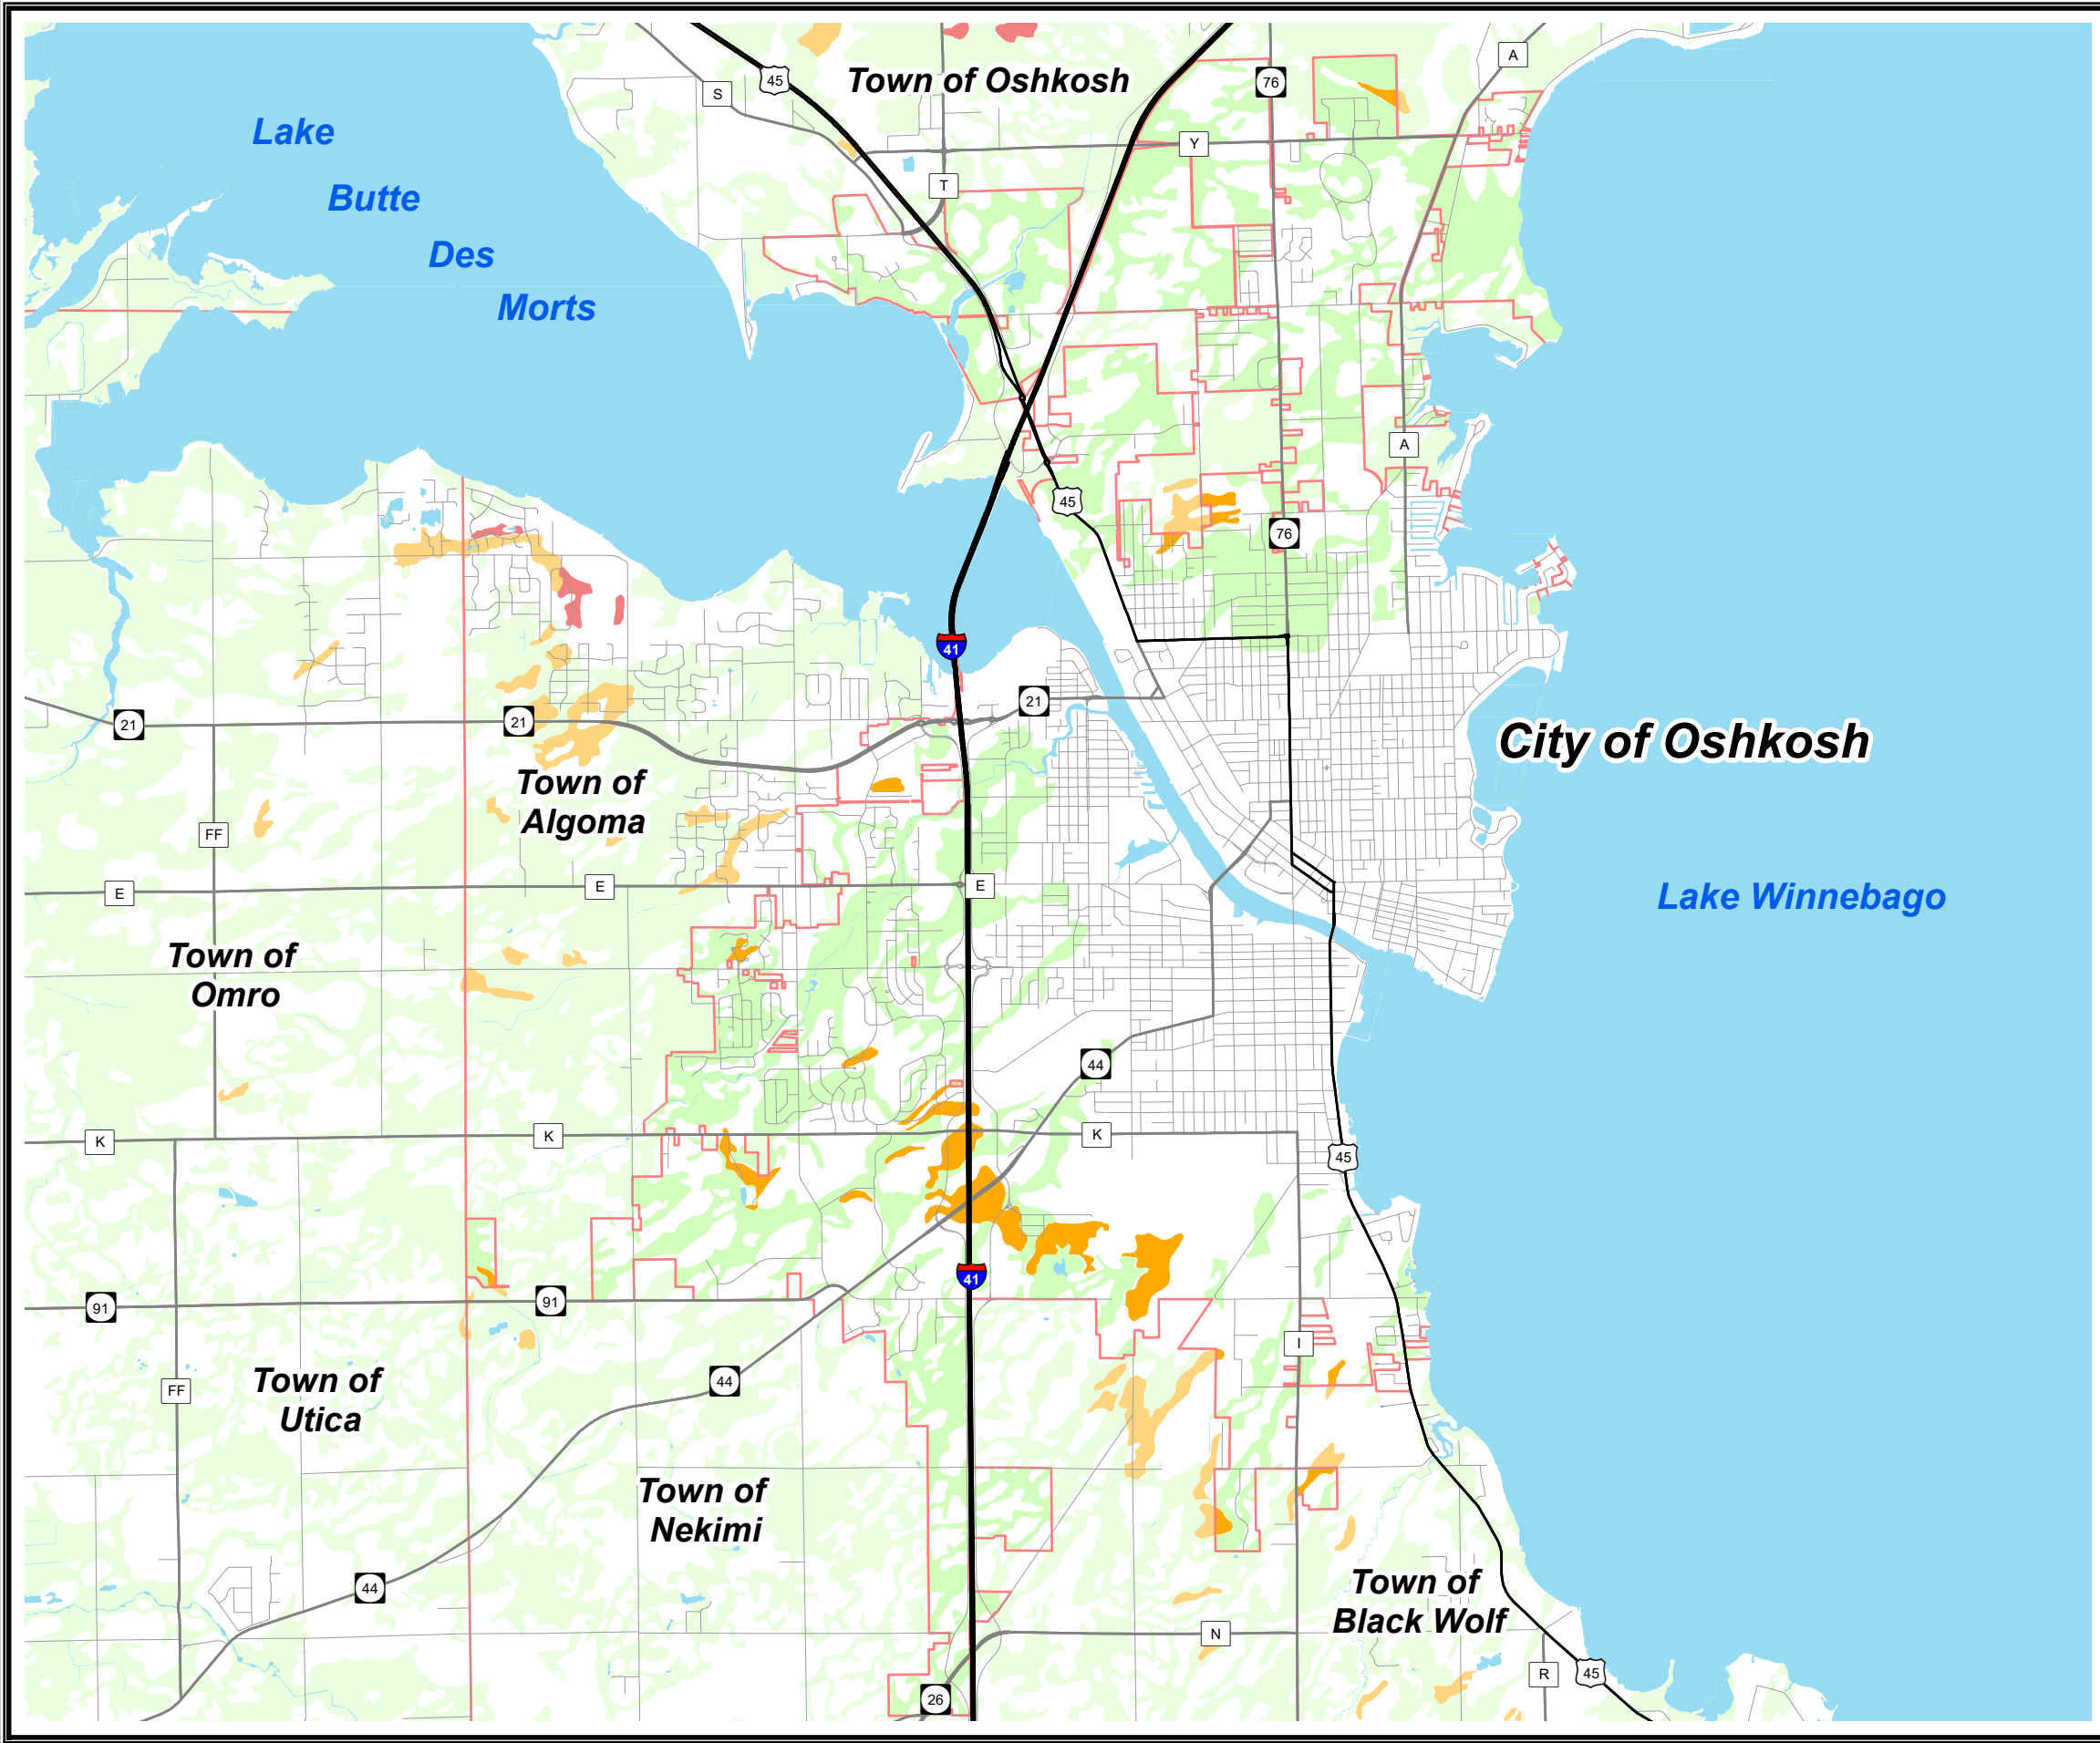 A
45
76
Town of Oshkosh
S
Lake
Y
T
Butte
Des
Morts
A
45
76
41
21
21
21
City of Oshkosh
Town of
Algoma
FF
E
E
E
Lake Winnebago
Town of
Omro
44
K
K
K
45
41
91
91
I
Town of
Utica
FF
44
Town of
Nekimi
44
Town of
Black Wolf
N
R
45
26